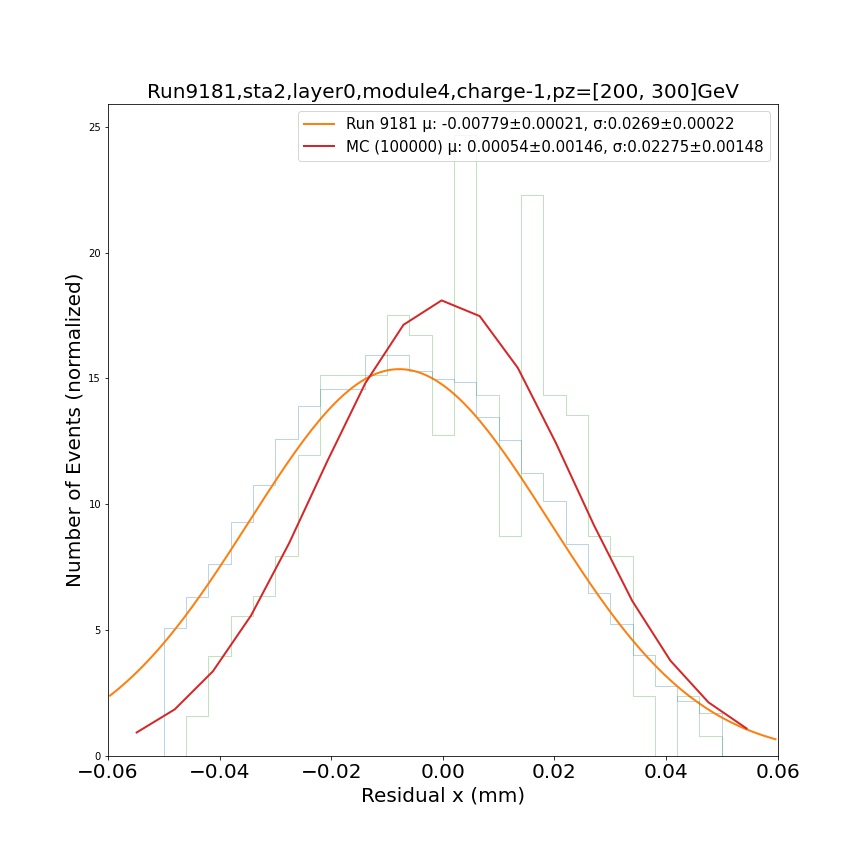 Run9181,sta2,layer0,module4,charge-1,pz=[200, 300]GeV
Run 9181 μ: -0.00779±0.00021, σ:0.0269±0.00022
MC (100000) μ: 0.00054±0.00146, σ:0.02275±0.00148
Number of Events (normalized)
25
20
15
10
5
0
−0.06 −0.04 −0.02 0.00 0.02 0.04 0.06
Residual x (mm)